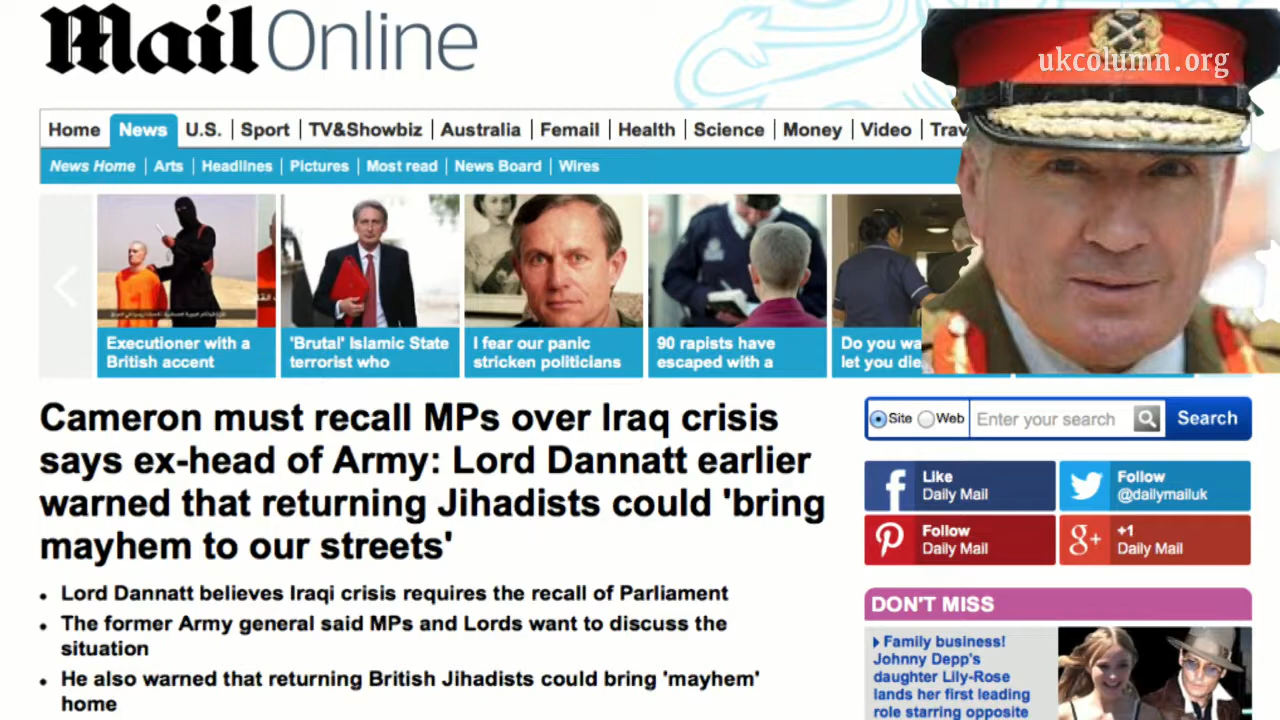 Mail Online
ukcolumn.org
Home News U.S. Sport TV&Showbiz Australia Femail Health Science Money Video
News Home Arts Headlines Pictures Most read News Board Wires
Executioner with a
British accent
'Brutal' Islamic State
terrorist who
I fear our panic
stricken politicians
90 rapists have
escaped with a
Do you
let you die
Cameron must recall MPs over Iraq crisis
says ex-head of Army: Lord Dannatt earlier
warned that returning Jihadists could 'bring
mayhem to our streets'
• Lord Dannatt believes Iraqi crisis requires the recall of Parliament
• The former Army general said MPs and Lords want to discuss the
situation
• He also warned that returning British Jihadists could bring 'mayhem'
home
Site Web Enter your search Search
Like
Daily Mail
Follow
@dailymailuk
Follow
Daily Mail
+1
Daily Mail
DON'T MISS
Family business!
Johnny Depp's
daughter Lily-Rose
lands her first leading
role starring opposite